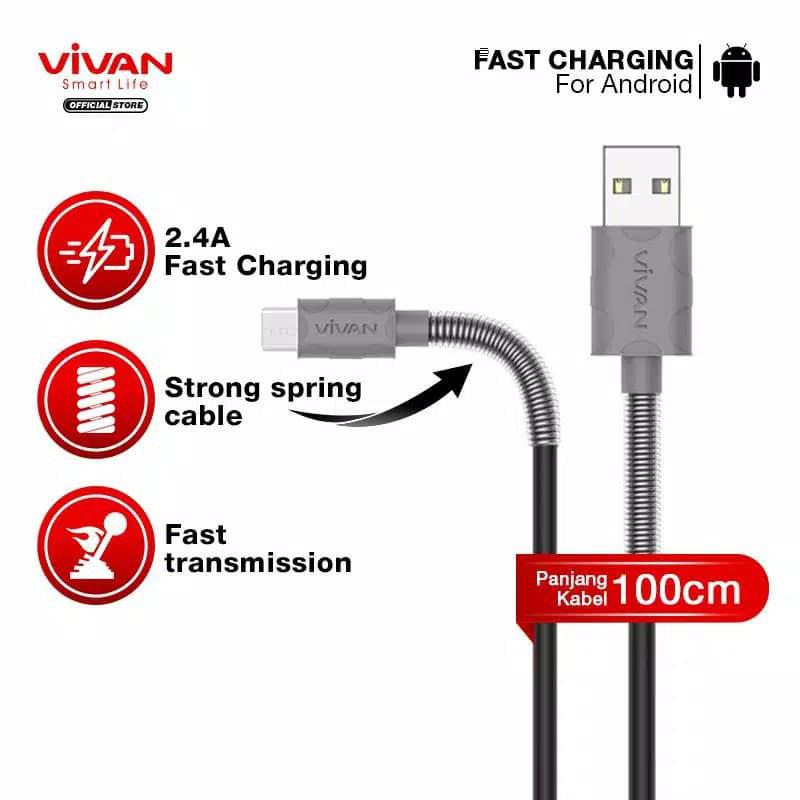 ViVAN
Smart Life
OFFICIAL STORE
FAST CHARGING
For Android
2.4A
Fast Charging
ViVAN
ViVAN
Strong spring
cable
Fast
transmission
Panjang
Kabel 100cm